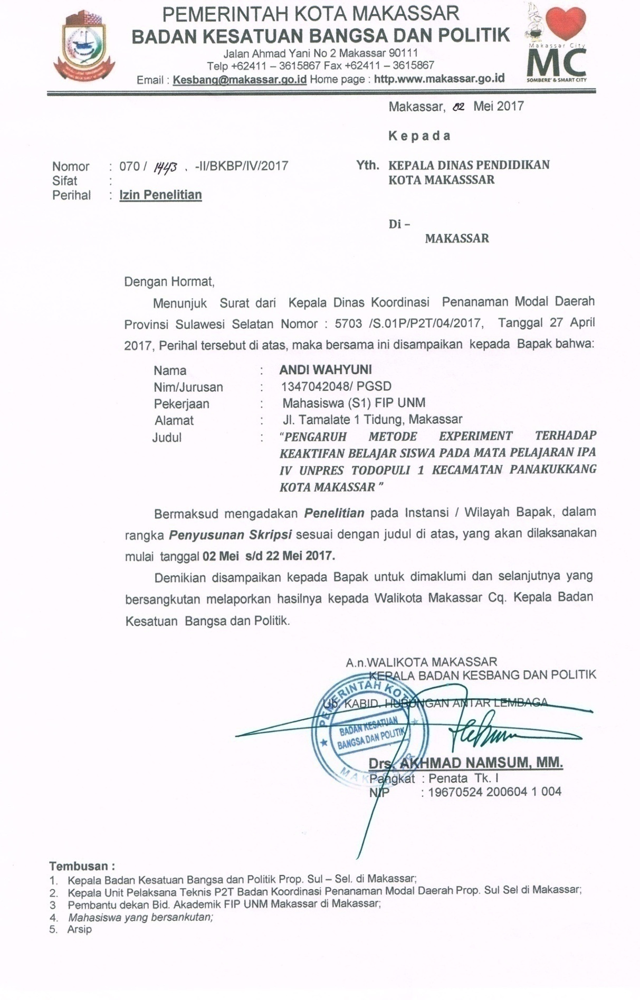 PEMERINTAH KOTA MAKASSAR
BADAN KESATUAN BANGSA DAN POLITIK
Jalan Ahmad Yani No 2 Makassar 90111
Telp +62411 – 3615867 Fax +62411 – 3615867
Email : Kesbang@makassar.go.id Home page : http.www.makassar.go.id
Makassar City
MC
SOMBERE' & SMART CITY
Makassar, 02 Mei 2017
Kepada
Nomor : 070 / 1443 . -II/BKBP/IV/2017
Sifat :
Perihal : Izin Penelitian
Yth. KEPALA DINAS PENDIDIKAN
KOTA MAKASSSAR
Di –
MAKASSAR
Dengan Hormat,
Menunjuk Surat dari Kepala Dinas Koordinasi Penanaman Modal Daerah
Provinsi Sulawesi Selatan Nomor : 5703 /S.01P/P2T/04/2017, Tanggal 27 April
2017, Perihal tersebut di atas, maka bersama ini disampaikan kepada Bapak bahwa:
Nama : ANDI WAHYUNI
Nim/Jurusan : 1347042048/ PGSD
Pekerjaan : Mahasiswa (S1) FIP UNM
Alamat : Jl. Tamalate 1 Tidung, Makassar
Judul : “PENGARUH METODE EXPERIMENT TERHADAP
KEAKTIFAN BELAJAR SISWA PADA MATA PELAJARAN IPA
IV UNPRES TODOPULI 1 KECAMATAN PANAKUKKANG
KOTA MAKASSAR ”
Bermaksud mengadakan Penelitian pada Instansi / Wilayah Bapak, dalam
rangka Penyusunan Skripsi sesuai dengan judul di atas, yang akan dilaksanakan
mulai tanggal 02 Mei s/d 22 Mei 2017.
Demikian disampaikan kepada Bapak untuk dimaklumi dan selanjutnya yang
bersangkutan melaporkan hasilnya kepada Walikota Makassar Cq. Kepala Badan
Kesatuan Bangsa dan Politik.
A.n.WALIKOTA MAKASSAR
KEPALA BADAN KESBANG DAN POLITIK
Ub. KABID. HUBUNGAN ANTAR LEMBAGA
PEMERINTAH KOTA
BADAN KESATUAN
BANGSA DAN POLITIK
MAKASSAR
Drs. AKHMAD NAMSUM, MM.
Pangkat : Penata Tk. I
NIP : 19670524 200604 1 004
Tembusan :
1. Kepala Badan Kesatuan Bangsa dan Politik Prop. Sul – Sel. di Makassar;
2. Kepala Unit Pelaksana Teknis P2T Badan Koordinasi Penanaman Modal Daerah Prop. Sul Sel di Makassar;
3 Pembantu dekan Bid. Akademik FIP UNM Makassar di Makassar;
4. Mahasiswa yang bersankutan;
5. Arsip